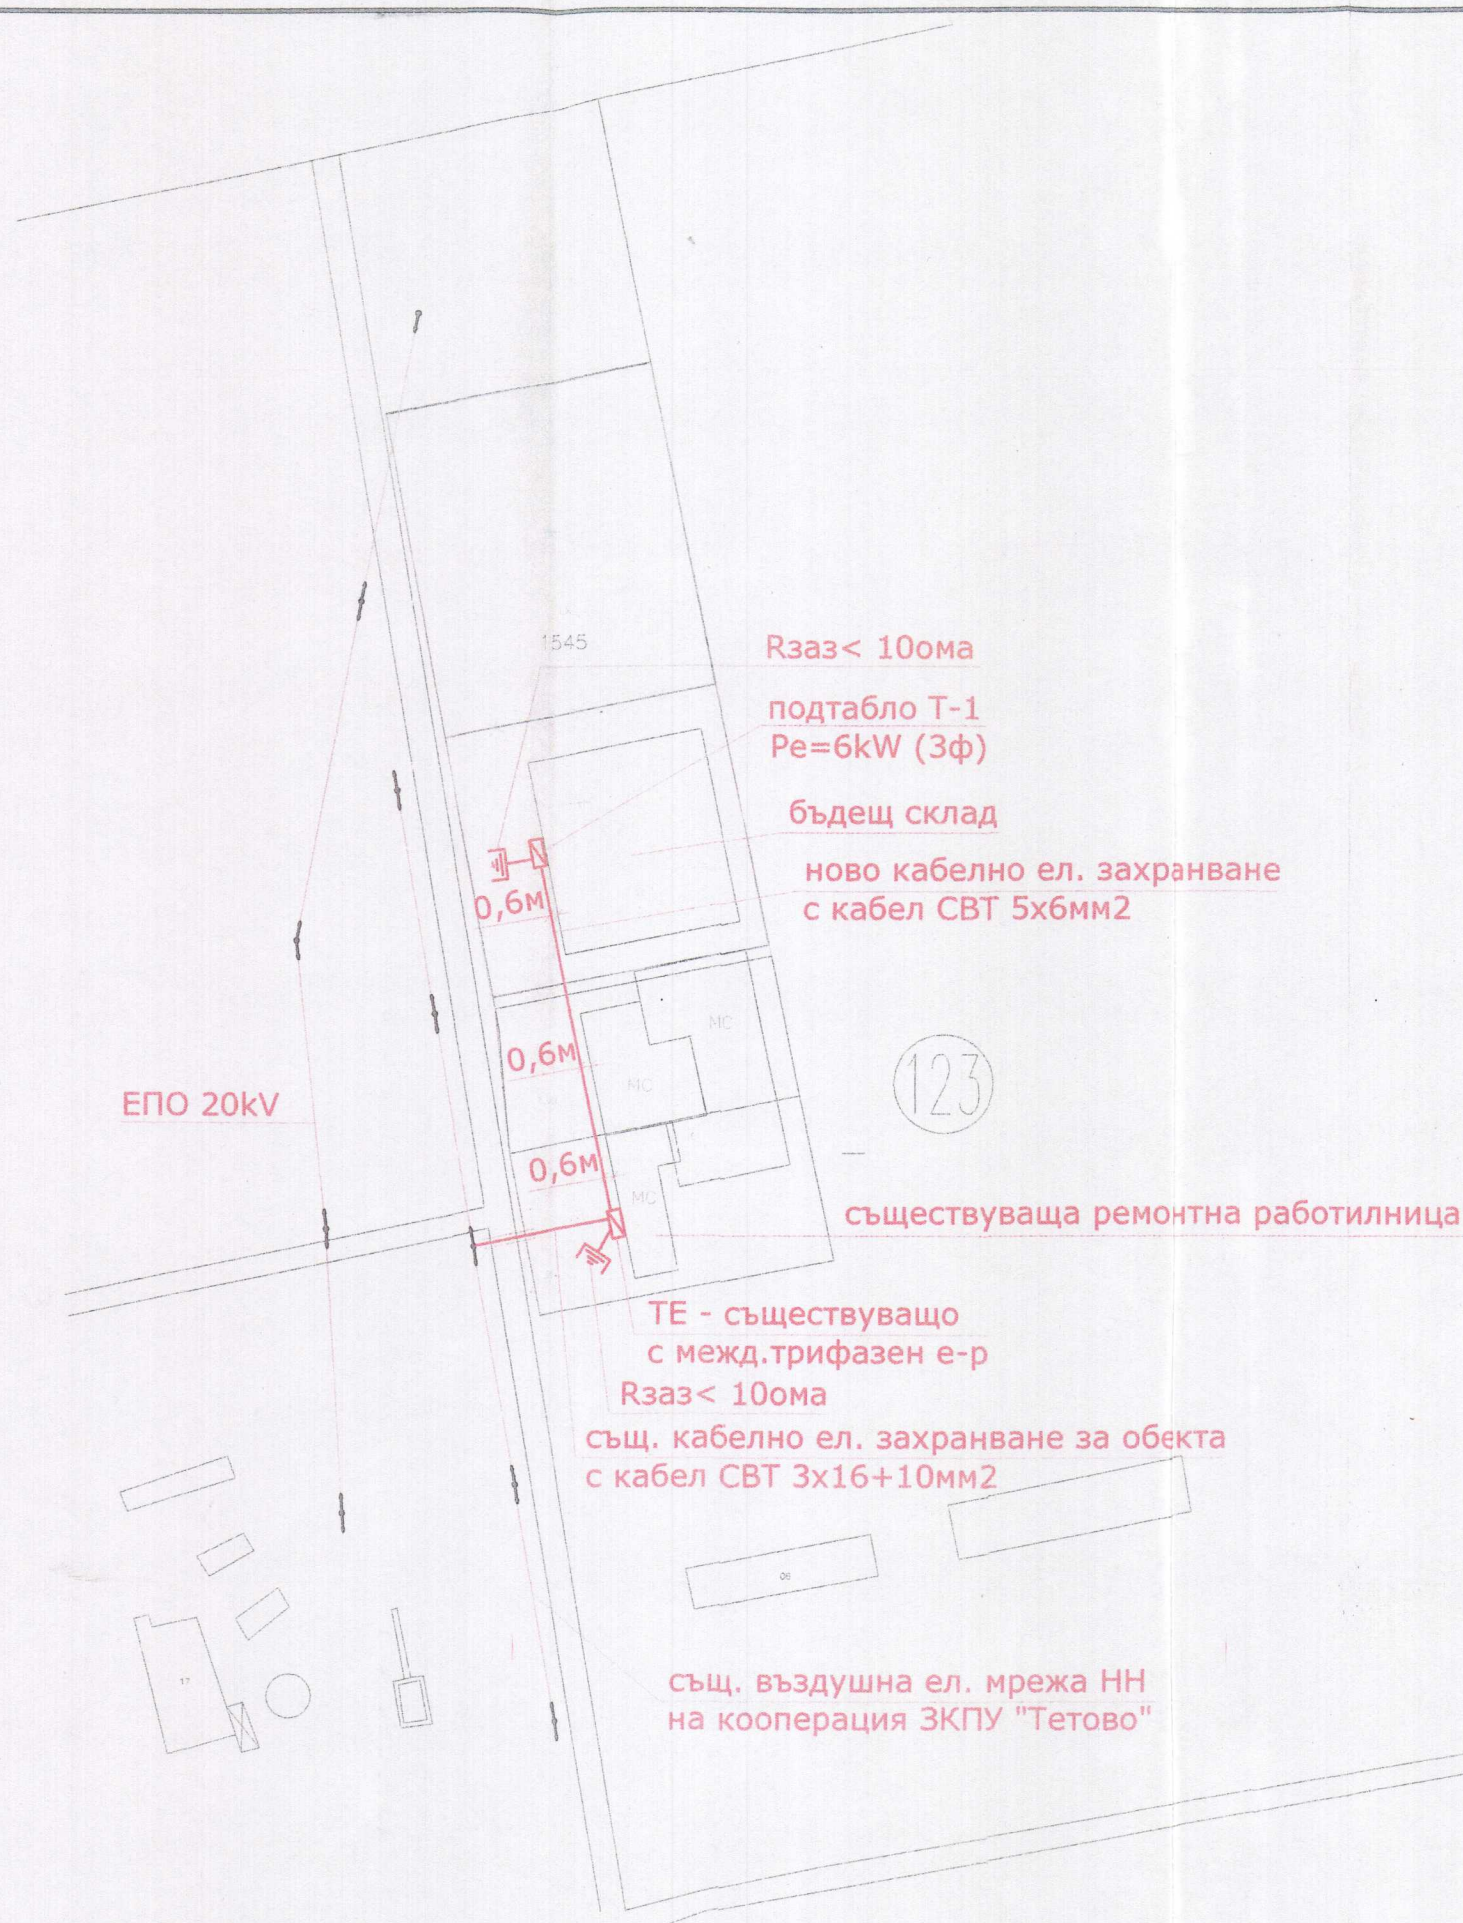 1545
Rзаз< 10ома
подтабло Т-1
Pe=6kW (3ф)
бъдещ склад
ново кабелно ел. захранване
с кабел СВТ 5х6мм2
0,6м
МС
0,6м
МС
123
ЕПО 20kV
0,6м
МС
съществуваща ремонтна работилница
ТЕ - съществуващо
с межд.трифазен е-р
Rзаз< 10ома
същ. кабелно ел. захранване за обекта
с кабел СВТ 3х16+10мм2
06
17
същ. въздушна ел. мрежа НН
на кооперация ЗКПУ "Тетово"